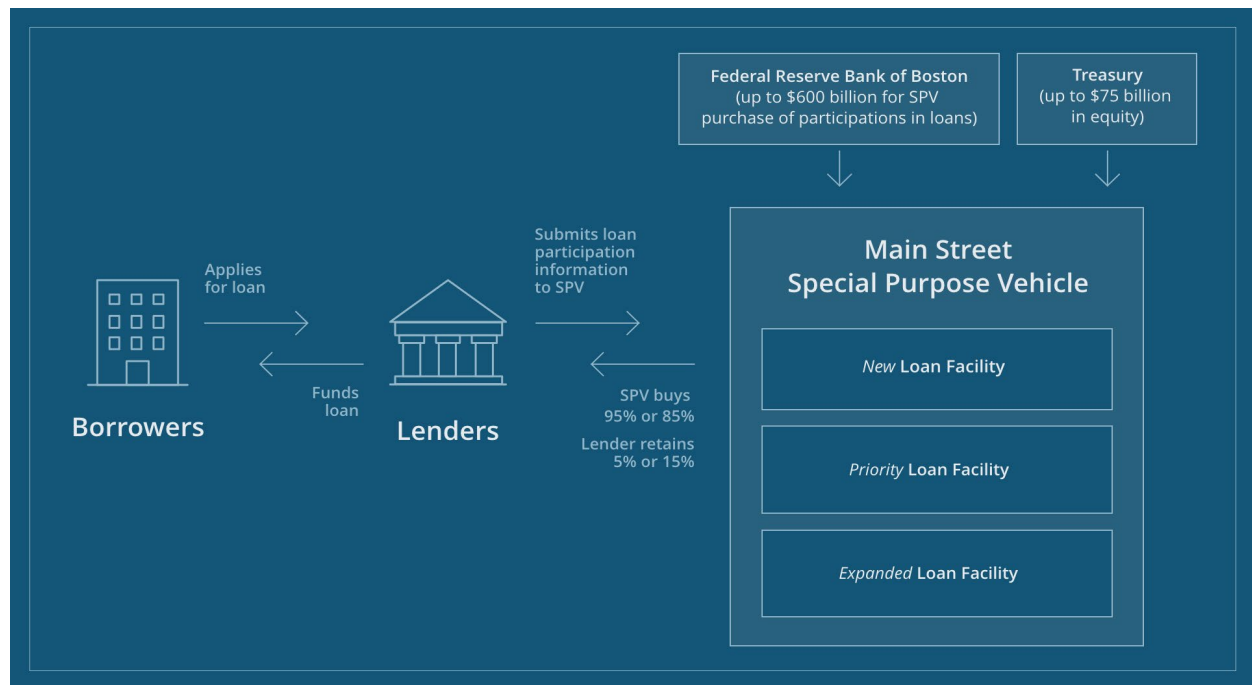 Federal Reserve Bank of Boston
(up to $600 billion for SPV
purchase of participations in loans)
Treasury
(up to $75 billion
in equity)
Applies
for loan
Funds
loan
Borrowers
Lenders
Submits loan
participation
information
to SPV
SPV buys
95% or 85%
Lender retains
5% or 15%
Main Street
Special Purpose Vehicle
New Loan Facility
Priority Loan Facility
Expanded Loan Facility